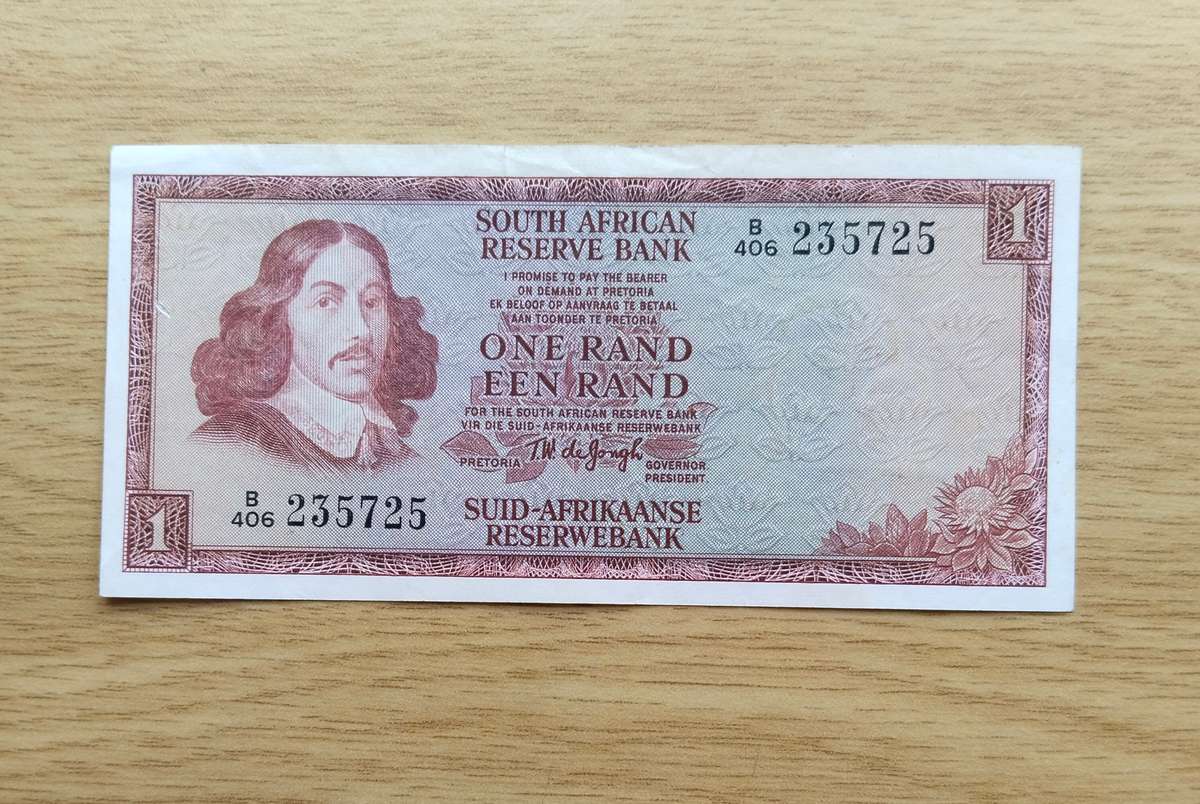 1
SOUTH AFRICAN
RESERVE BANK
B
406 235725
I PROMISE TO PAY THE BEARER
ON DEMAND AT PRETORIA
EK BELOOF OP AANVRAAG TE BETAAL
AAN TOONDER TE PRETORIA
ONE RAND
EEN RAND
FOR THE SOUTH AFRICAN RESERVE BANK
VIR DIE SUID-AFRIKAANSE RESERWEBANK
T.W. de Jongh
PRETORIA
GOVERNOR
PRESIDENT
B
406 235725
SUID-AFRIKAANSE
RESERWEBANK
1